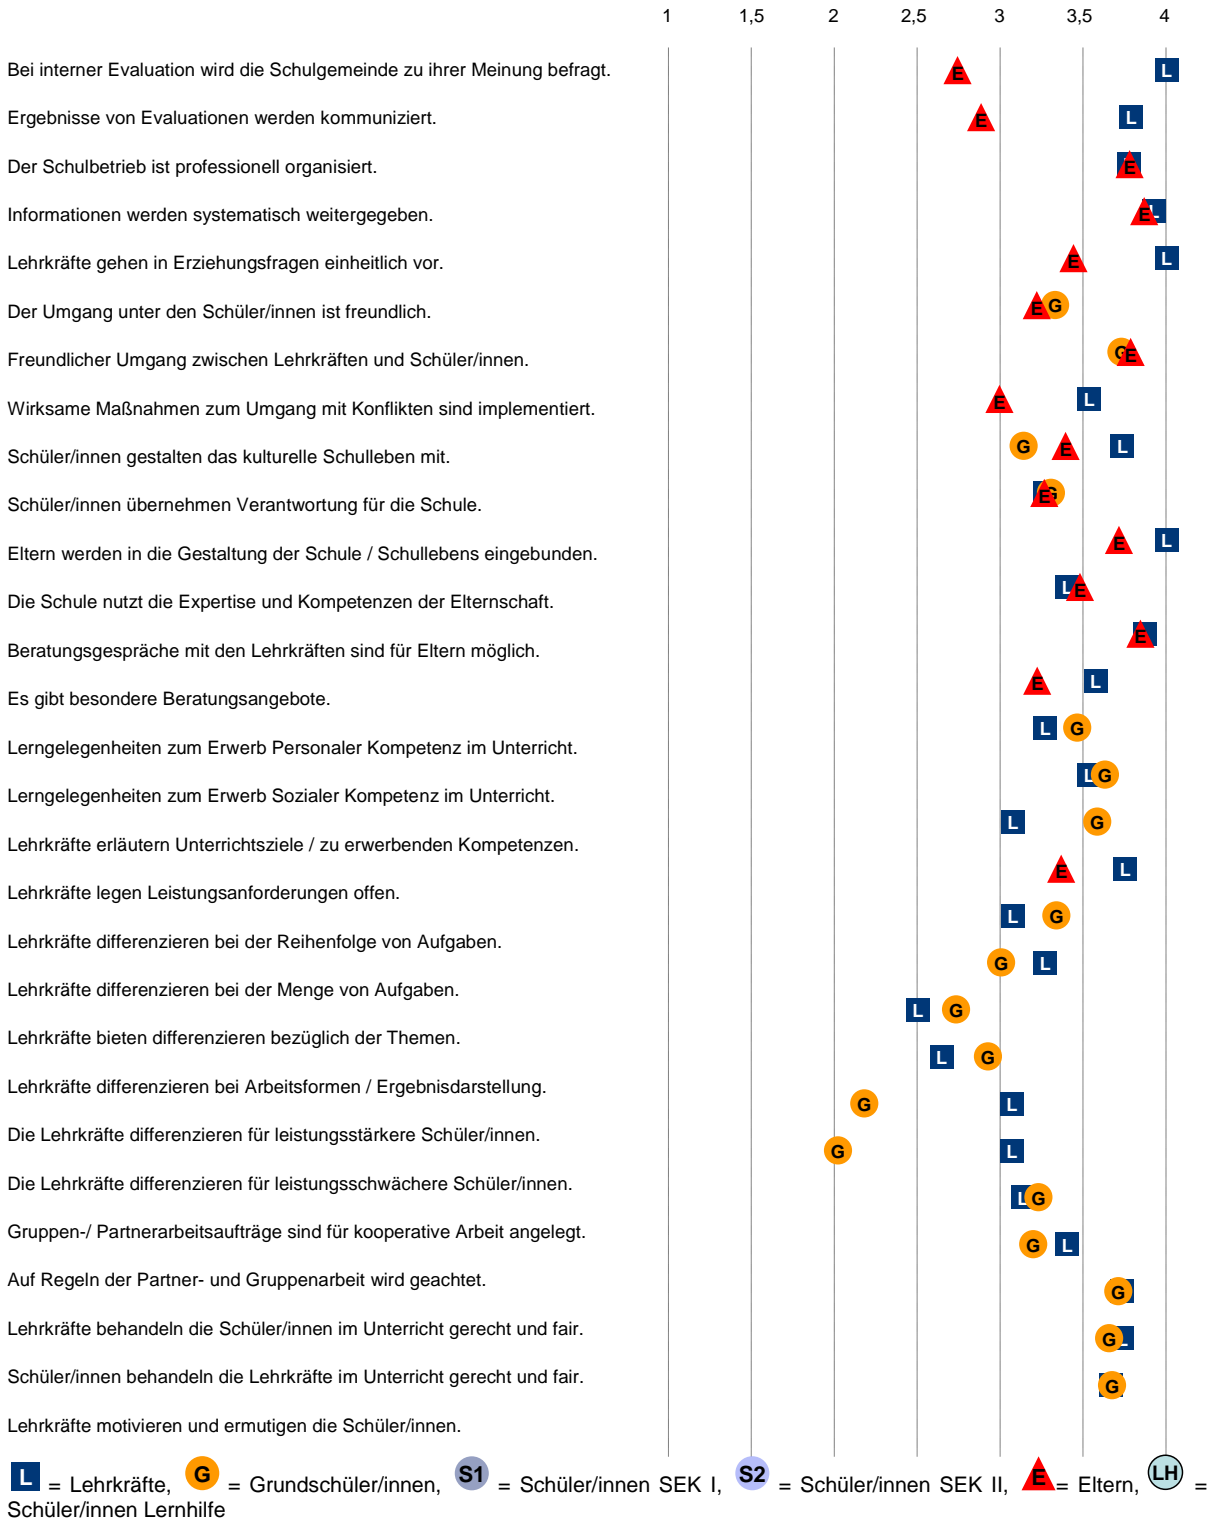 1 1,5 2 2,5 3 3,5 4
Bei interner Evaluation wird die Schulgemeinde zu ihrer Meinung befragt. E L
Ergebnisse von Evaluationen werden kommuniziert. E L
Der Schulbetrieb ist professionell organisiert. E
Informationen werden systematisch weitergegeben. E L
Lehrkräfte gehen in Erziehungsfragen einheitlich vor. E L
Der Umgang unter den Schüler/innen ist freundlich. E G
Freundlicher Umgang zwischen Lehrkräften und Schüler/innen. G E
Wirksame Maßnahmen zum Umgang mit Konflikten sind implementiert. E L
Schüler/innen gestalten das kulturelle Schulleben mit. G E L
Schüler/innen übernehmen Verantwortung für die Schule. E G
Eltern werden in die Gestaltung der Schule / Schullebens eingebunden. E L
Die Schule nutzt die Expertise und Kompetenzen der Elternschaft. L E
Beratungsgespräche mit den Lehrkräften sind für Eltern möglich. E
Es gibt besondere Beratungsangebote. E L
Lerngelegenheiten zum Erwerb Personaler Kompetenz im Unterricht. L G
Lerngelegenheiten zum Erwerb Sozialer Kompetenz im Unterricht. L G
Lehrkräfte erläutern Unterrichtsziele / zu erwerbenden Kompetenzen. L G
Lehrkräfte legen Leistungsanforderungen offen. E L
Lehrkräfte differenzieren bei der Reihenfolge von Aufgaben. L G
Lehrkräfte differenzieren bei der Menge von Aufgaben. G L
Lehrkräfte bieten differenzieren bezüglich der Themen. L G
Lehrkräfte differenzieren bei Arbeitsformen / Ergebnisdarstellung. L G
Die Lehrkräfte differenzieren für leistungsstärkere Schüler/innen. G L
Die Lehrkräfte differenzieren für leistungsschwächere Schüler/innen. G L
Gruppen-/ Partnerarbeitsaufträge sind für kooperative Arbeit angelegt. L G
Auf Regeln der Partner- und Gruppenarbeit wird geachtet. G L
Lehrkräfte behandeln die Schüler/innen im Unterricht gerecht und fair. G
Schüler/innen behandeln die Lehrkräfte im Unterricht gerecht und fair. G L
Lehrkräfte motivieren und ermutigen die Schüler/innen. G
L = Lehrkräfte, G = Grundschüler/innen, S1 = Schüler/innen SEK I, S2 = Schüler/innen SEK II, E = Eltern, LH =
Schüler/innen Lernhilfe